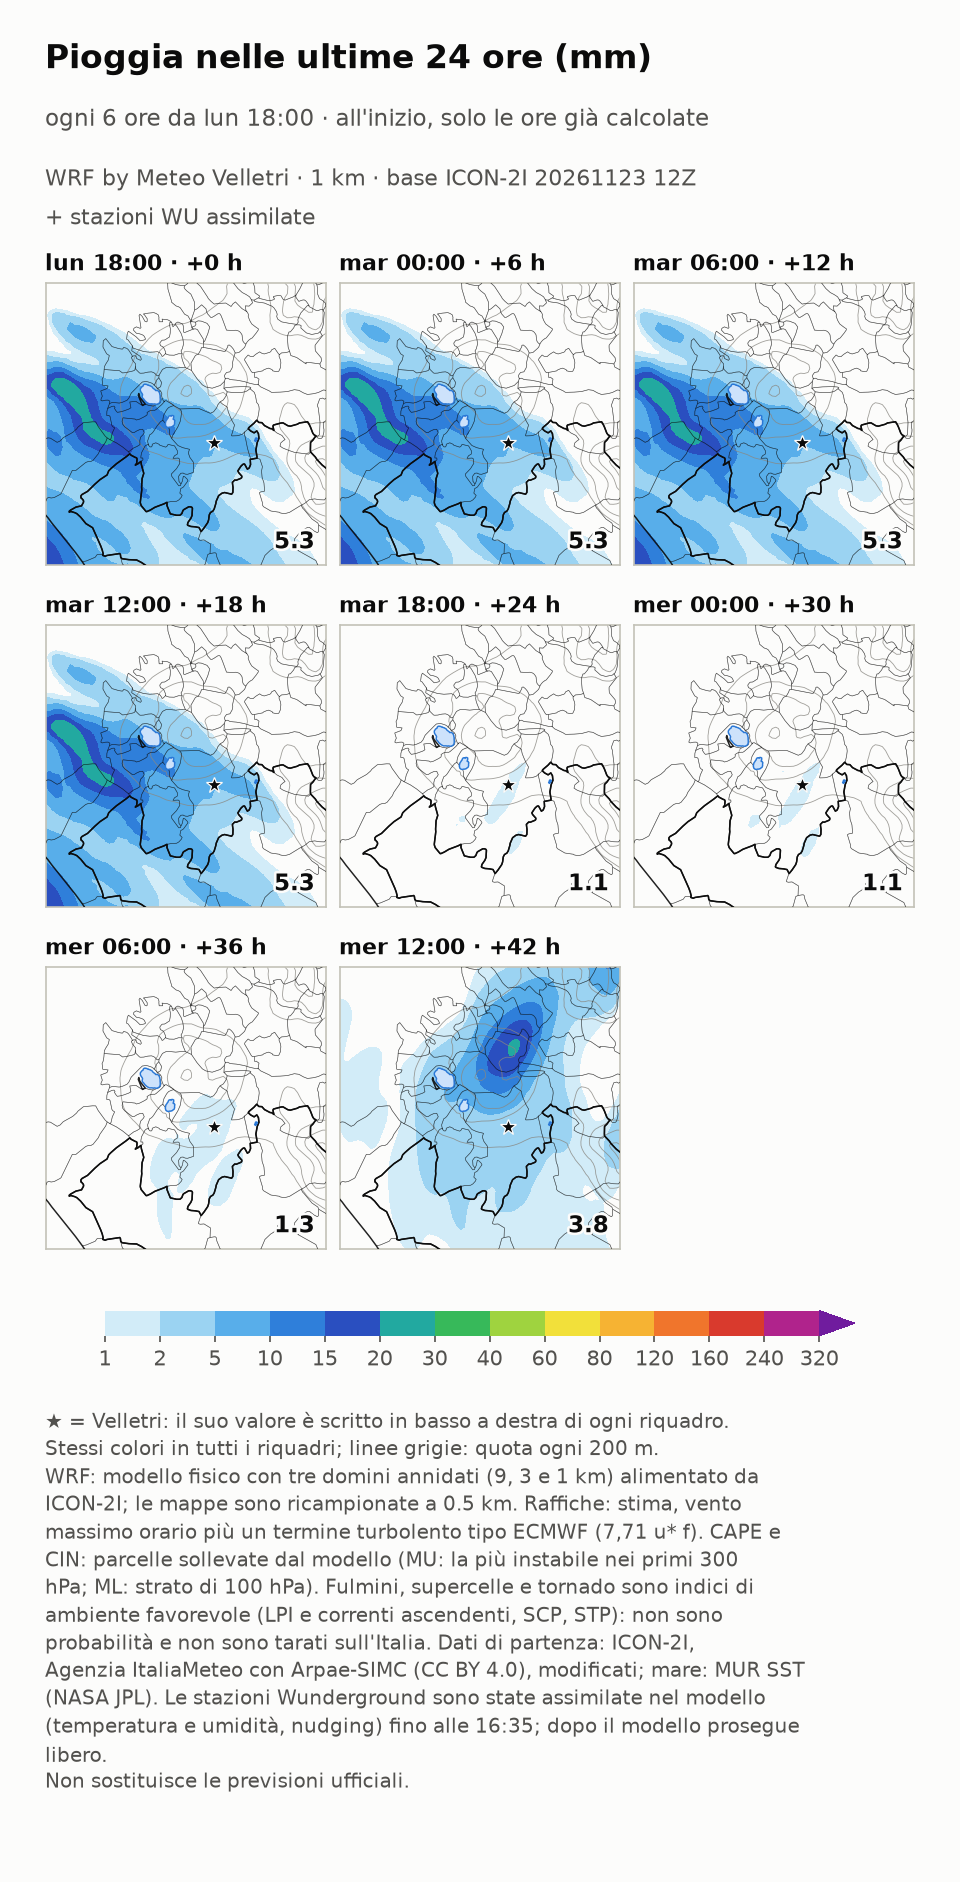 Pioggia nelle ultime 24 ore (mm)
ogni 6 ore da lun 18:00 · all'inizio, solo le ore già calcolate
WRF by Meteo Velletri · 1 km · base ICON-2I 20261123 12Z
+ stazioni WU assimilate
lun 18:00 · +0 h
mar 00:00 · +6 h
mar 06:00 · +12 h
5.3
5.3
5.3
mar 12:00 · +18 h
mar 18:00 · +24 h
mer 00:00 · +30 h
5.3
1.1
1.1
mer 06:00 · +36 h
mer 12:00 · +42 h
1.3
3.8
1 2 5 10 15 20 30 40 60 80 120 160 240 320
★ = Velletri: il suo valore è scritto in basso a destra di ogni riquadro.
Stessi colori in tutti i riquadri; linee grigie: quota ogni 200 m.
WRF: modello fisico con tre domini annidati (9, 3 e 1 km) alimentato da
ICON-2I; le mappe sono ricampionate a 0.5 km. Raffiche: stima, vento
massimo orario più un termine turbolento tipo ECMWF (7,71 u* f). CAPE e
CIN: parcelle sollevate dal modello (MU: la più instabile nei primi 300
hPa; ML: strato di 100 hPa). Fulmini, supercelle e tornado sono indici di
ambiente favorevole (LPI e correnti ascendenti, SCP, STP): non sono
probabilità e non sono tarati sull'Italia. Dati di partenza: ICON-2I,
Agenzia ItaliaMeteo con Arpae-SIMC (CC BY 4.0), modificati; mare: MUR SST
(NASA JPL). Le stazioni Wunderground sono state assimilate nel modello
(temperatura e umidità, nudging) fino alle 16:35; dopo il modello prosegue
libero.
Non sostituisce le previsioni ufficiali.